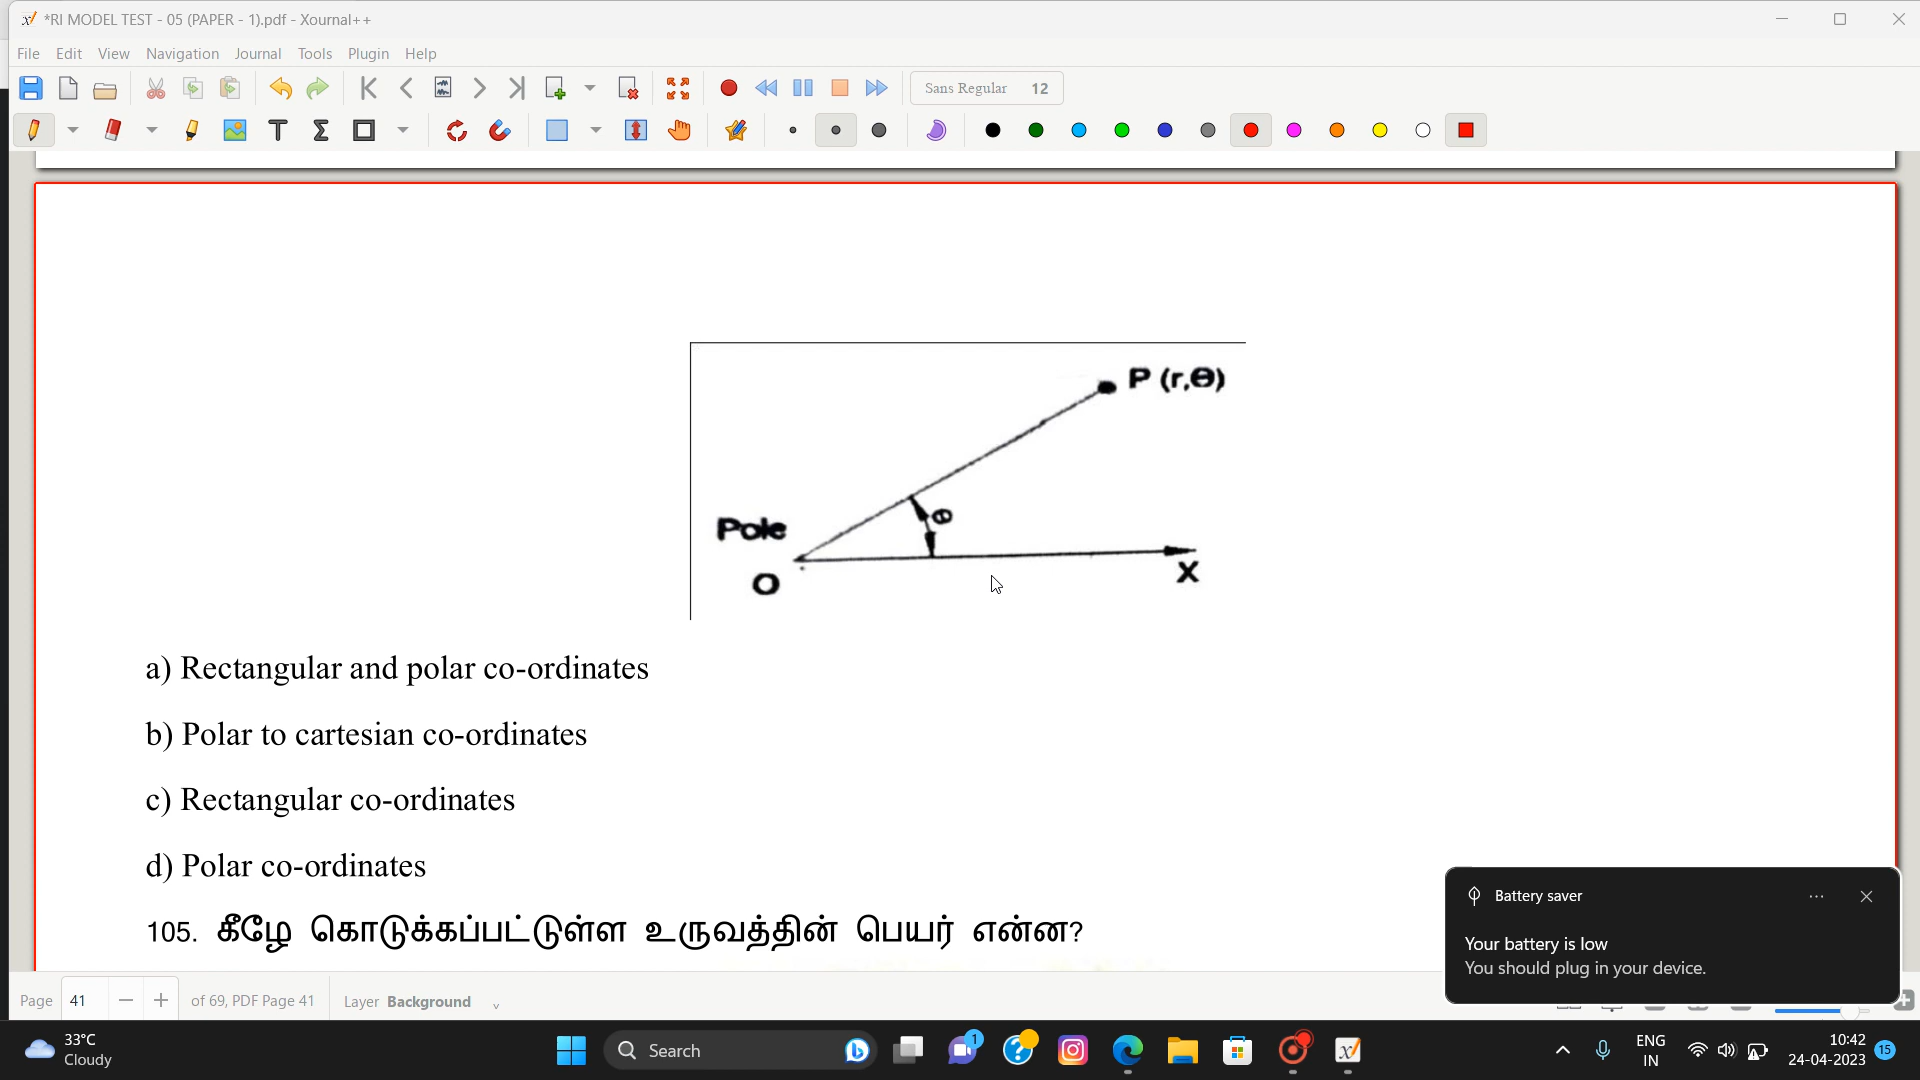 *RI MODEL TEST - 05 (PAPER - 1).pdf - Xournal++
File Edit View Navigation Journal Tools Plugin Help
Sans Regular 12
P (r,θ)
θ
Pole
O
X
a) Rectangular and polar co-ordinates
b) Polar to cartesian co-ordinates
c) Rectangular co-ordinates
d) Polar co-ordinates
105. கீழே கொடுக்கப்பட்டுள்ள உருவத்தின் பெயர் என்ன?
Battery saver
Your battery is low
You should plug in your device.
Page 41 of 69, PDF Page 41 Layer Background
33°C
Cloudy
Search
1
ENG
IN
10:42
24-04-2023
15